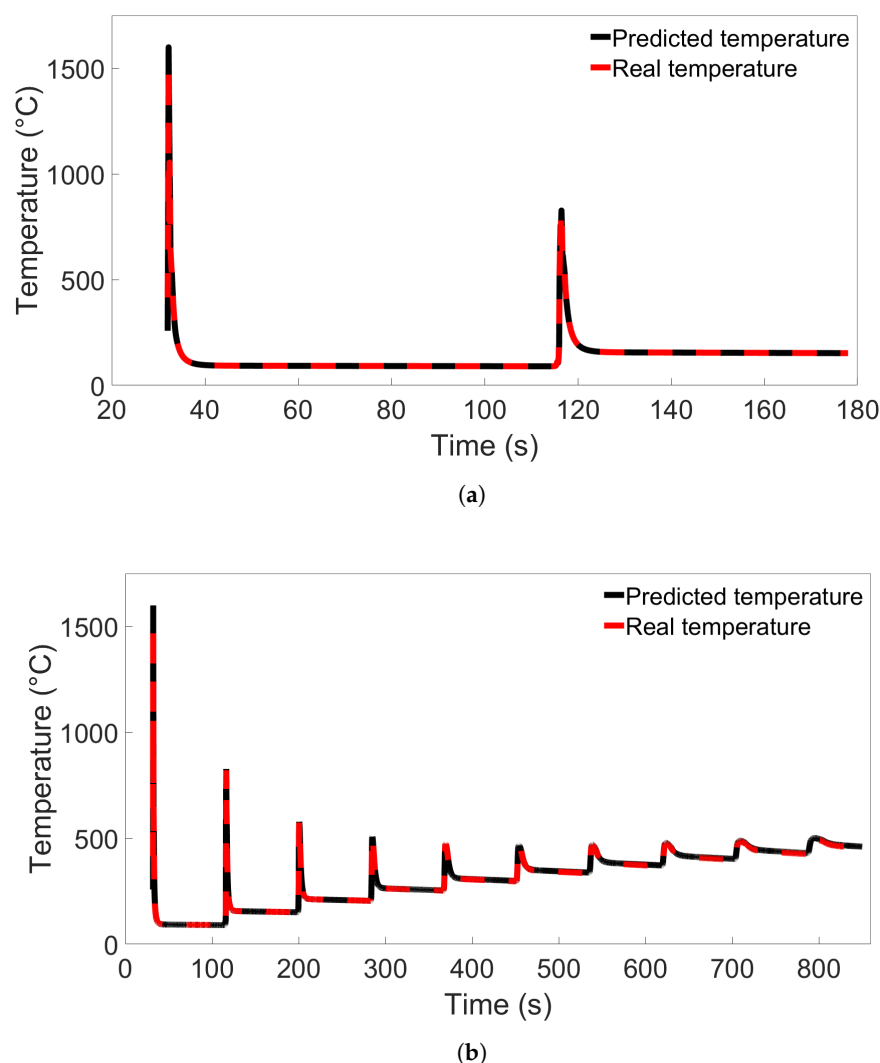 Predicted temperature
Real temperature
1500
1000
500
0
Temperature (°C)
20 40 60 80 100 120 140 160 180
Time (s)
(a)
Predicted temperature
Real temperature
1500
1000
500
0
Temperature (°C)
0 100 200 300 400 500 600 700 800
Time (s)
(b)